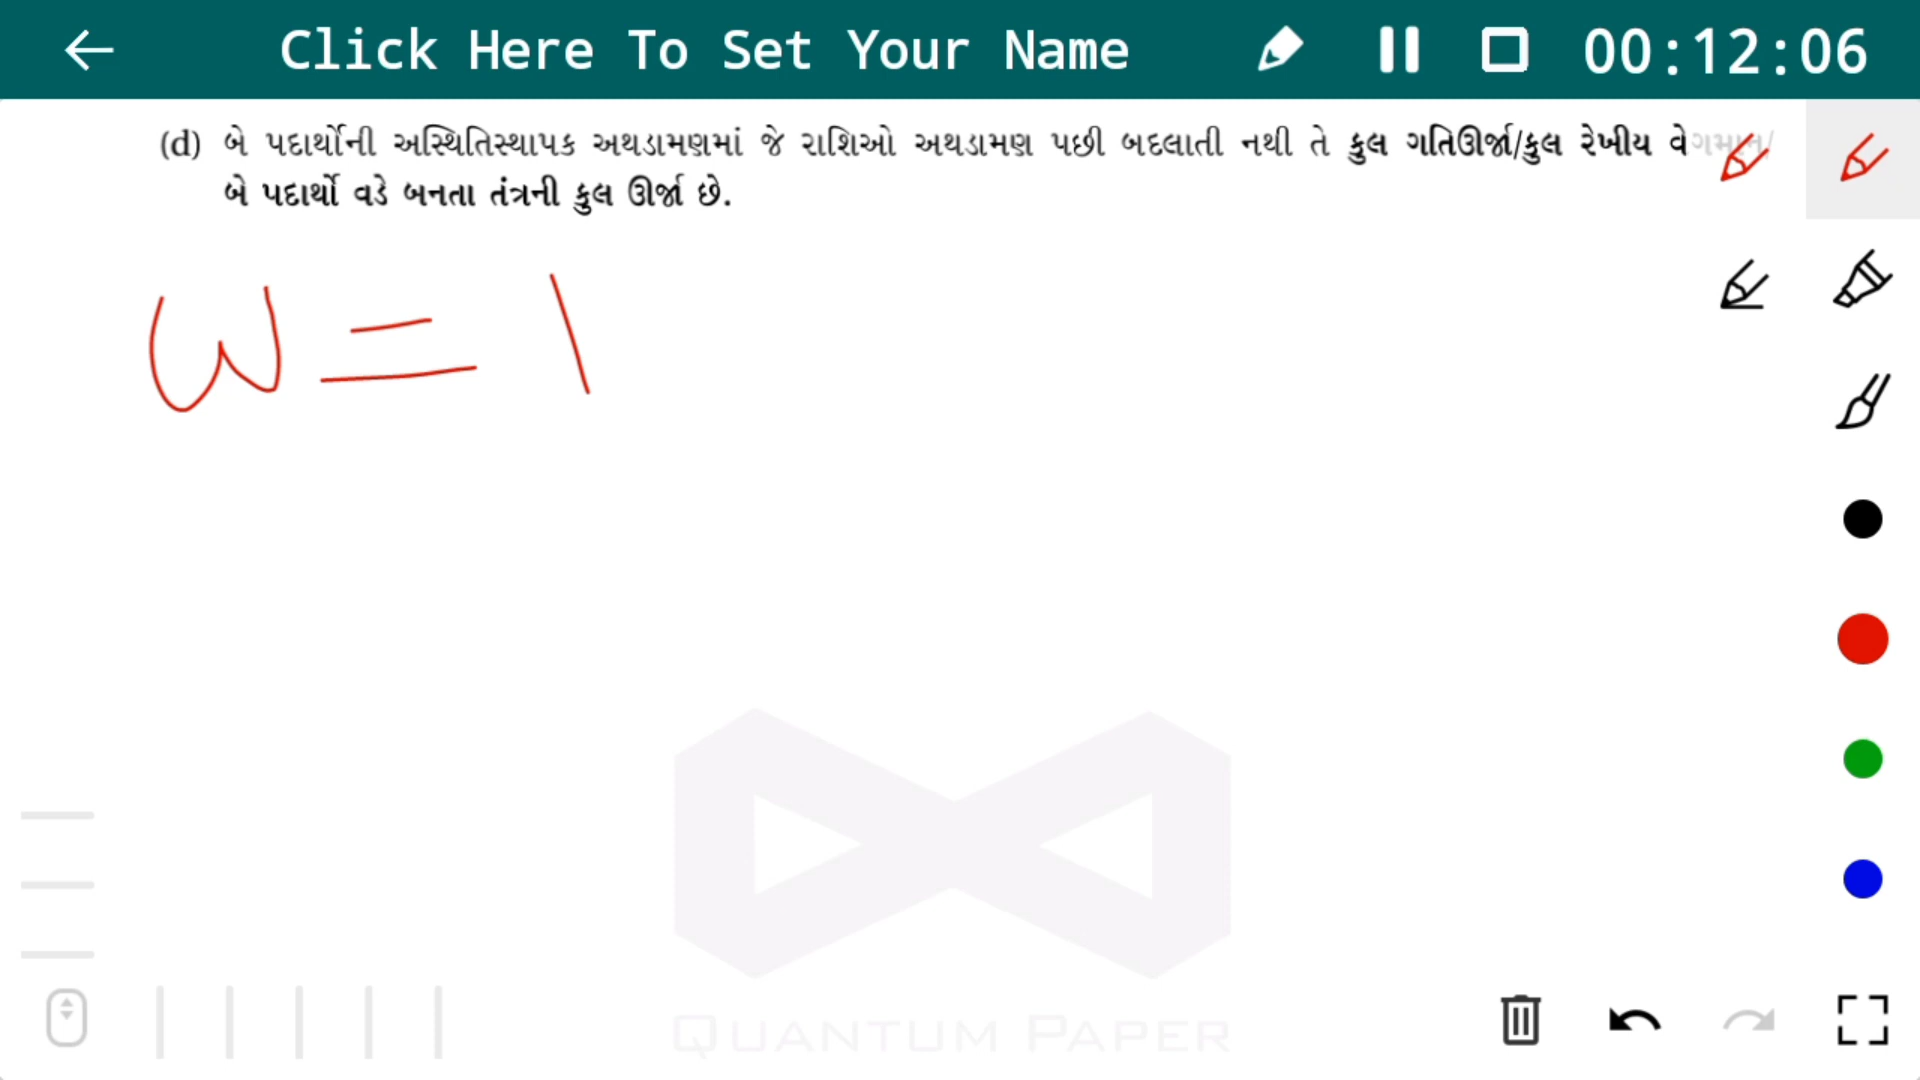 Click Here To Set Your Name 00:12:06
(d) બે પદાર્થોની અસ્થિતિસ્થાપક અથડામણમાં જે રાશિઓ અથડામણ પછી બદલાતી નથી તે કુલ ગતિઊર્જા/કુલ રેખીય વેગમાન/
બે પદાર્થો વડે બનતા તંત્રની કુલ ઊર્જા છે.
W = \
QUANTUM PAPER